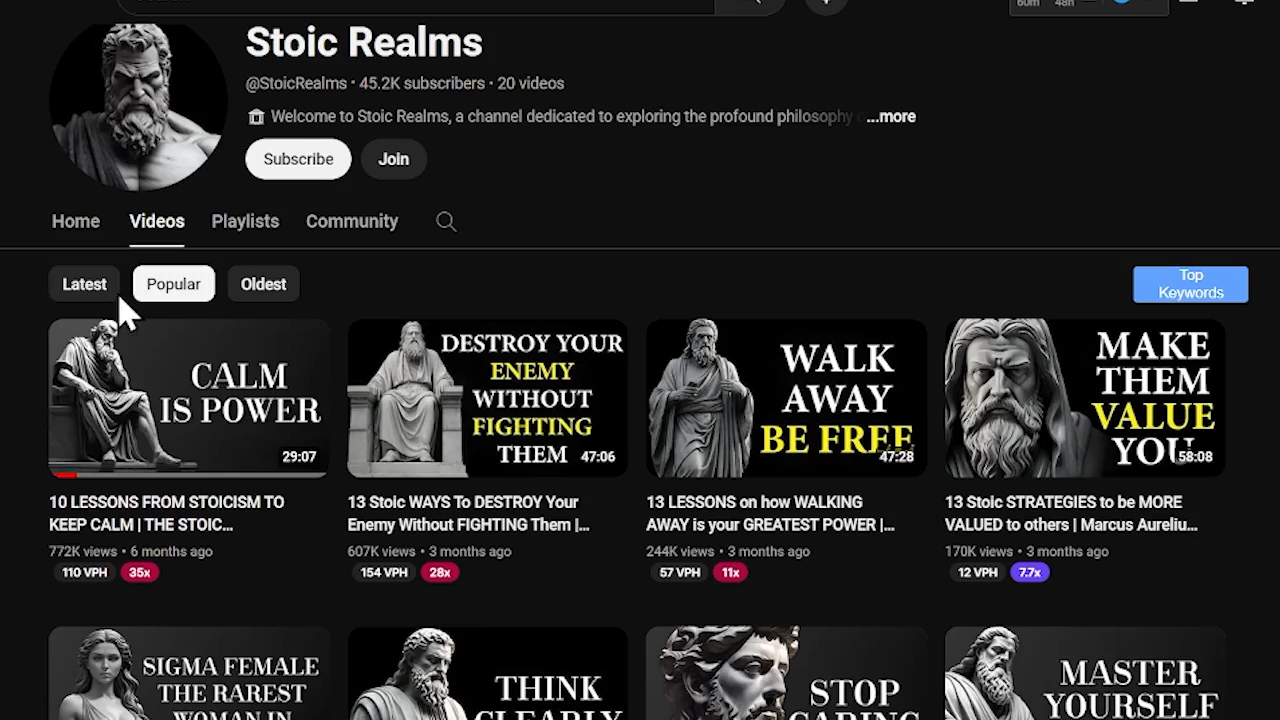 60m 48h
Stoic Realms
@StoicRealms • 45.2K subscribers • 20 videos
Welcome to Stoic Realms, a channel dedicated to exploring the profound philosophy ...more
Subscribe Join
Home Videos Playlists Community
Latest Popular Oldest
Top
Keywords
CALM
IS POWER
29:07
DESTROY YOUR
ENEMY
WITHOUT
FIGHTING
THEM
47:06
WALK
AWAY
BE FREE
47:28
MAKE
THEM
VALUE
YOU
58:08
10 LESSONS FROM STOICISM TO
KEEP CALM | THE STOIC...
772K views • 6 months ago
110 VPH 35x
13 Stoic WAYS To DESTROY Your
Enemy Without FIGHTING Them |...
607K views • 3 months ago
154 VPH 28x
13 LESSONS on how WALKING
AWAY is your GREATEST POWER |...
244K views • 3 months ago
57 VPH 11x
13 Stoic STRATEGIES to be MORE
VALUED to others | Marcus Aureliu...
170K views • 3 months ago
12 VPH 7.7x
SIGMA FEMALE
THE RAREST
WOMAN IN
THINK
CLEARLY
STOP
CARING
MASTER
YOURSELF